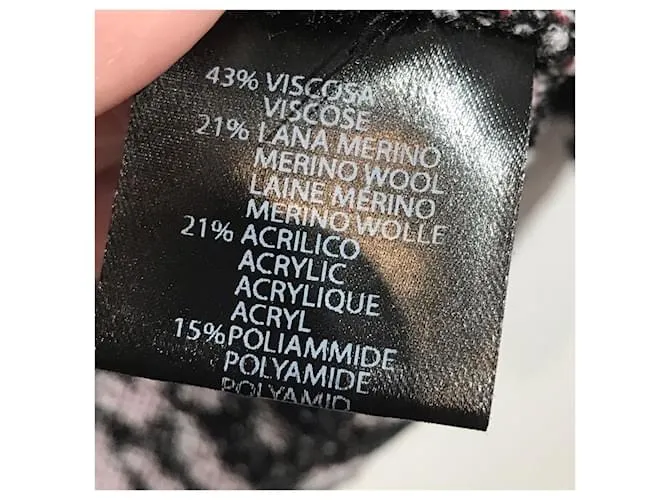 43% VISCOSA
VISCOSE
21% LANA MERINO
MERINO WOOL
LAINE MERINO
MERINO WOLLE
21% ACRILICO
ACRYLIC
ACRYLIQUE
ACRYL
15% POLIAMMIDE
POLYAMIDE
POLYAMID